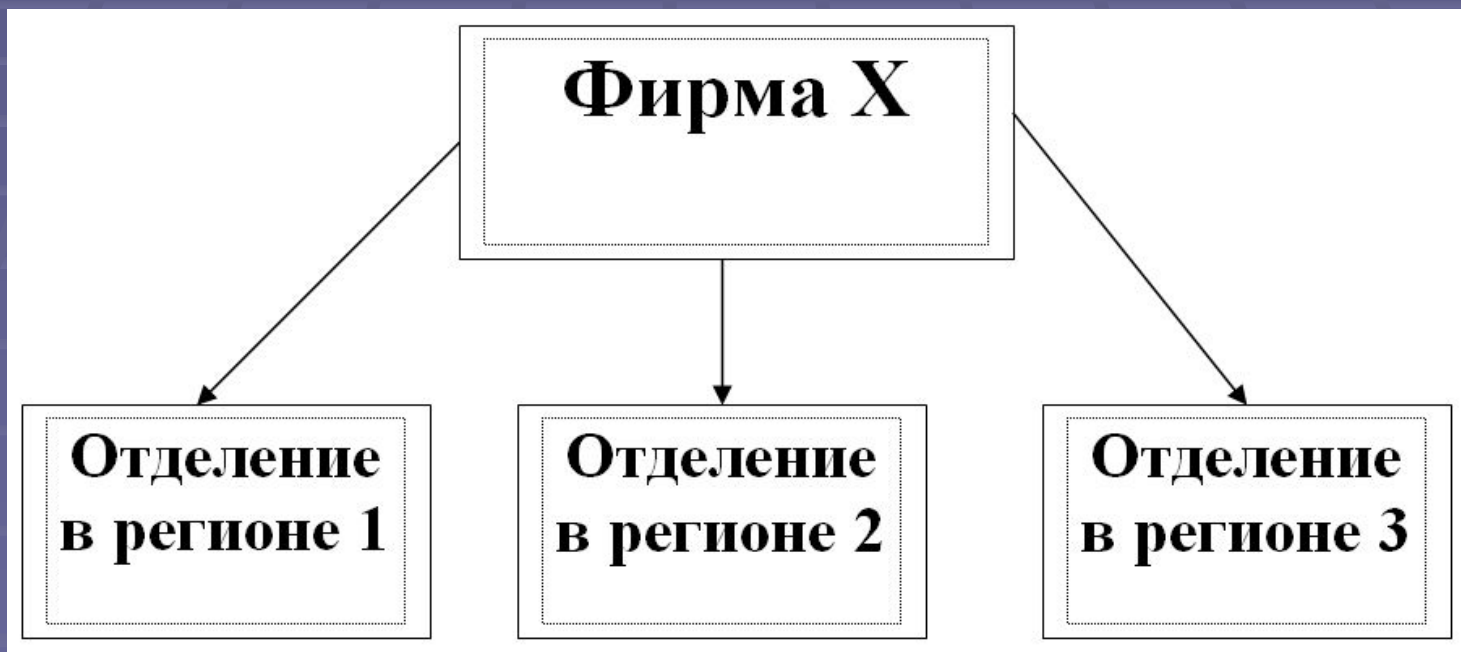 Фирма X
Отделение
в регионе 1
Отделение
в регионе 2
Отделение
в регионе 3